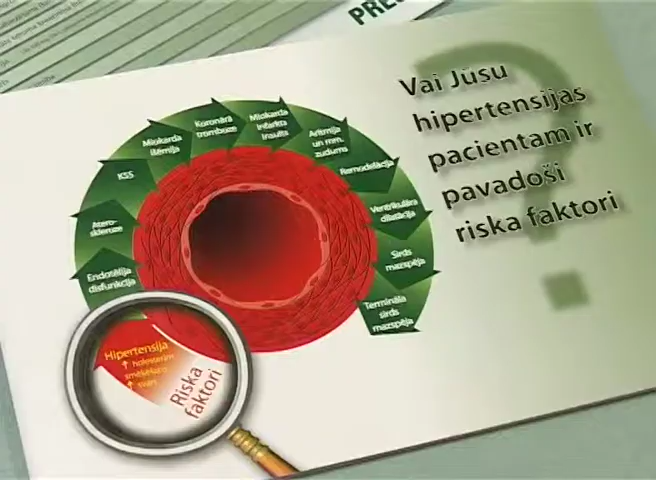 Vai Jūsu
hipertensijas
pacientam ir
pavadoši
riska faktori
Endotēlija
disfunkcija
Atero-
skleroze
KSS
Miokarda
išēmija
Koronārā
tromboze
Miokarda
infarkts
Insults
Aritmija
un mm.
zudums
Remodelācija
Ventrikulāra
dilatācija
Sirds
mazspēja
Termināla
sirds
mazspēja
Hipertensija
Riska
faktori